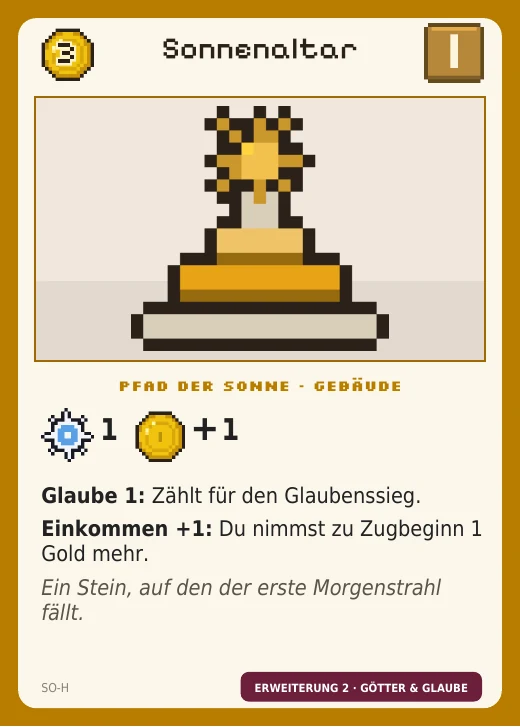 3
Sonnenaltar
I
PFAD DER SONNE - GEBÄUDE
1
+1
Glaube 1: Zählt für den Glaubenssieg.
Einkommen +1: Du nimmst zu Zugbeginn 1
Gold mehr.
Ein Stein, auf den der erste Morgenstrahl
fällt.
SO-H
ERWEITERUNG 2 · GÖTTER & GLAUBE